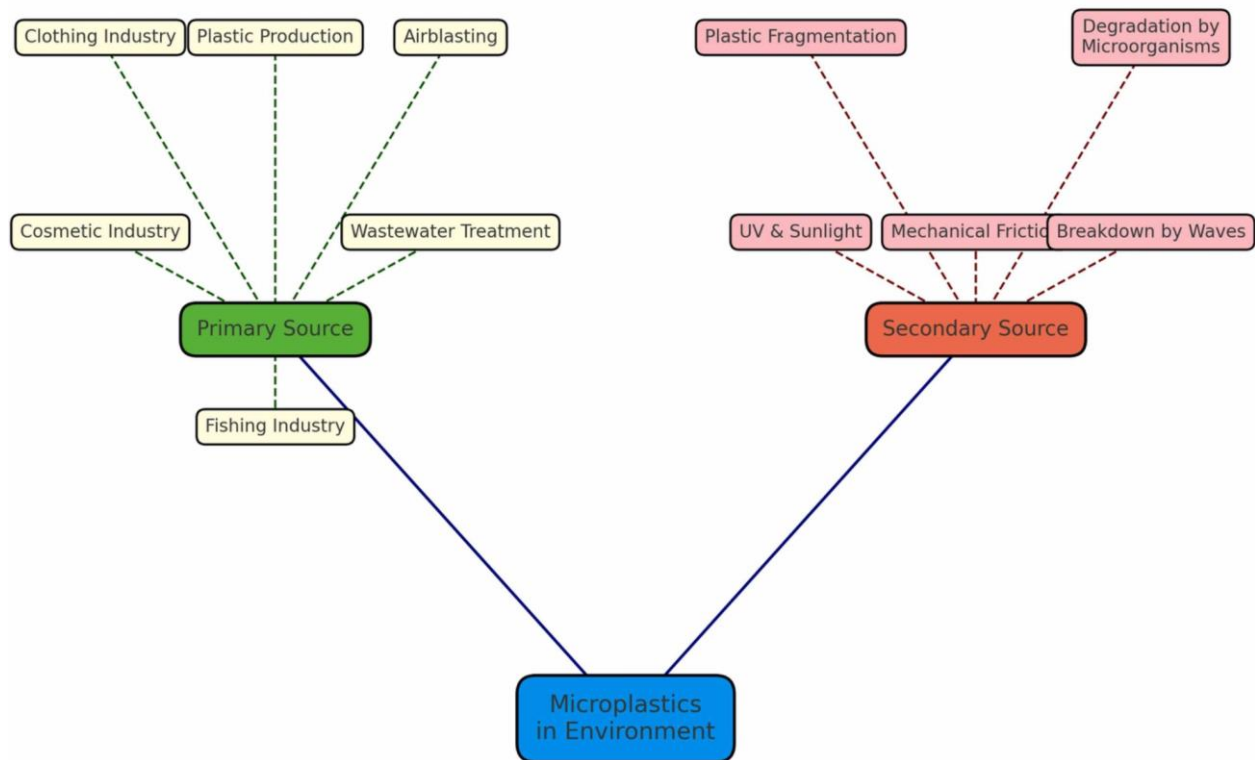 Clothing Industry
Plastic Production
Airblasting
Plastic Fragmentation
Degradation by
Microorganisms
Cosmetic Industry
Wastewater Treatment
UV & Sunlight
Mechanical
Breakdown by Waves
Primary Source
Secondary Source
Fishing Industry
Microplastics
in Environment